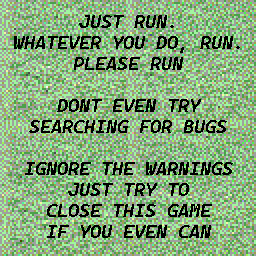 JUST RUN.
WHATEVER YOU DO, RUN.
PLEASE RUN
DONT EVEN TRY
SEARCHING FOR BUGS
IGNORE THE WARNINGS
JUST TRY TO
CLOSE THIS GAME
IF YOU EVEN CAN